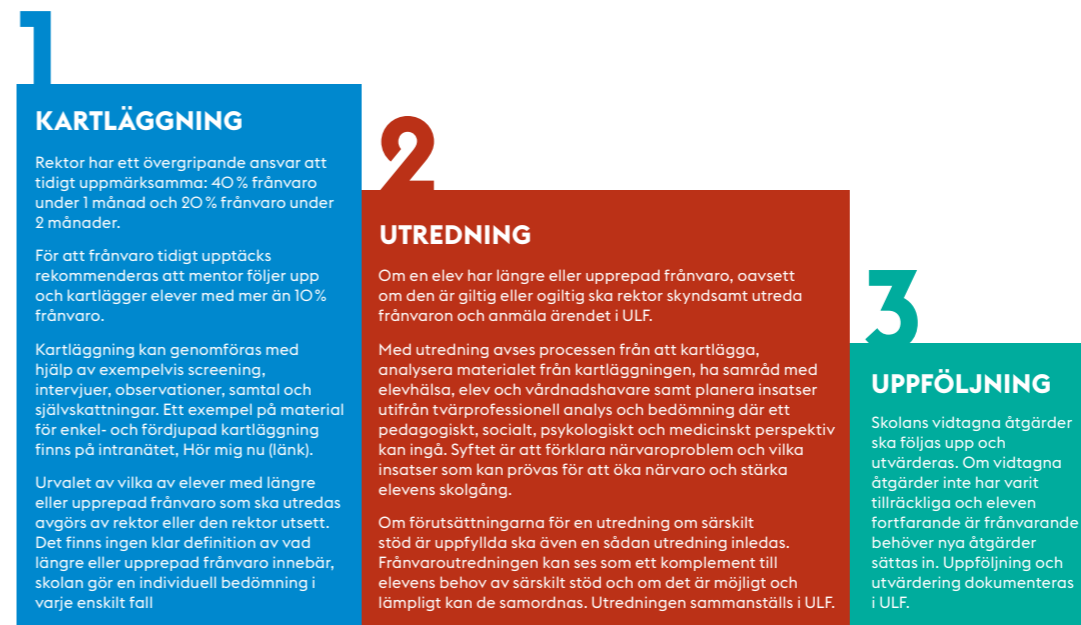 1
KARTLÄGGNING
Rektor har ett övergripande ansvar att
tidigt uppmärksamma: 40 % frånvaro
under 1 månad och 20 % frånvaro under
2 månader.
För att frånvaro tidigt upptäcks
rekommenderas att mentor följer upp
och kartlägger elever med mer än 10 %
frånvaro.
Kartläggning kan genomföras med
hjälp av exempelvis screening,
intervjuer, observationer, samtal och
självskattningar. Ett exempel på material
för enkel- och fördjupad kartläggning
finns på intranätet, Hör mig nu (länk).
Urvalet av vilka av elever med längre
eller upprepad frånvaro som ska utredas
avgörs av rektor eller den rektor utsett.
Det finns ingen klar definition av vad
längre eller upprepad frånvaro innebär,
skolan gör en individuell bedömning i
varje enskilt fall
2
UTREDNING
Om en elev har längre eller upprepad frånvaro, oavsett
om den är giltig eller ogiltig ska rektor skyndsamt utreda
frånvaron och anmäla ärendet i ULF.
Med utredning avses processen från att kartlägga,
analysera materialet från kartläggningen, ha samråd med
elevhälsa, elev och vårdnadshavare samt planera insatser
utifrån tvärprofessionell analys och bedömning där ett
pedagogiskt, socialt, psykologiskt och medicinskt perspektiv
kan ingå. Syftet är att förklara närvaroproblem och vilka
insatser som kan prövas för att öka närvaro och stärka
elevens skolgång.
Om förutsättningarna för en utredning om särskilt
stöd är uppfyllda ska även en sådan utredning inledas.
Frånvaroutredningen kan ses som ett komplement till
elevens behov av särskilt stöd och om det är möjligt och
lämpligt kan de samordnas. Utredningen sammanställs i ULF.
3
UPPFÖLJNING
Skolans vidtagna åtgärder
ska följas upp och
utvärderas. Om vidtagna
åtgärder inte har varit
tillräckliga och eleven
fortfarande är frånvarande
behöver nya åtgärder
sättas in. Uppföljning och
utvärdering dokumenteras
i ULF.